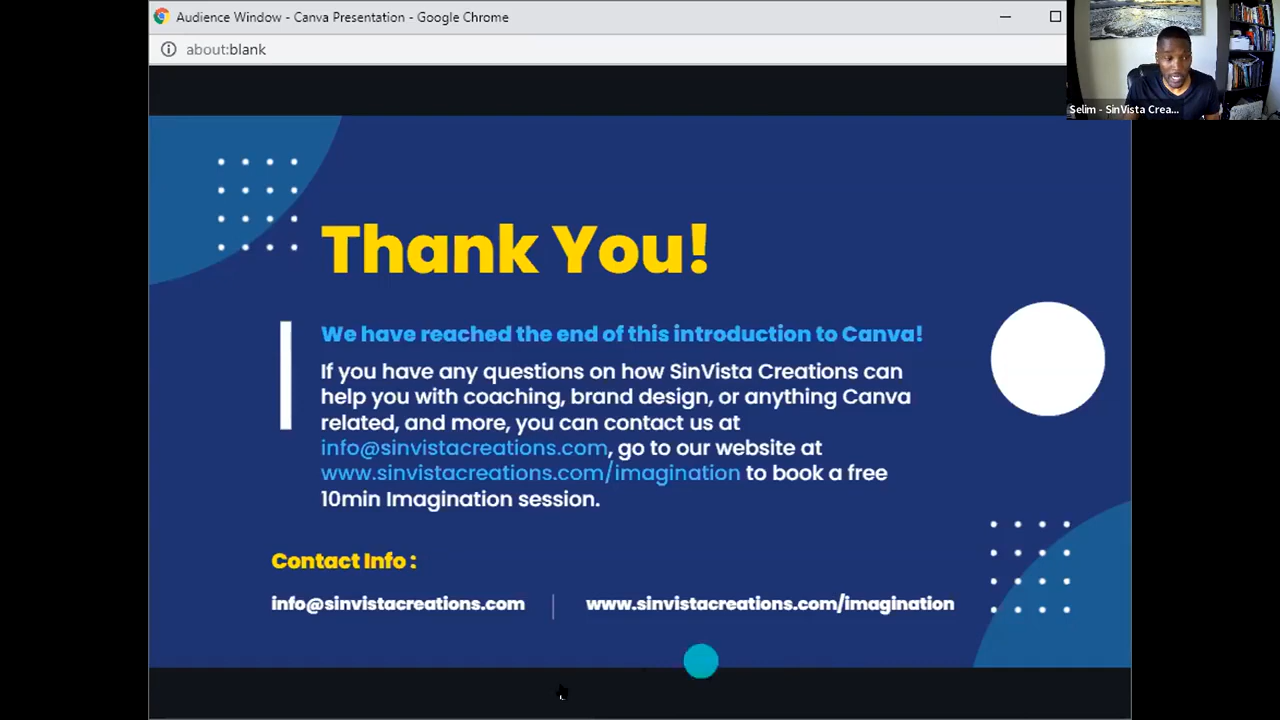 Audience Window - Canva Presentation - Google Chrome
about:blank
Selim - SinVista Crea...
Thank You!
We have reached the end of this introduction to Canva!
If you have any questions on how SinVista Creations can
help you with coaching, brand design, or anything Canva
related, and more, you can contact us at
info@sinvistacreations.com, go to our website at
www.sinvistacreations.com/imagination to book a free
10min Imagination session.
Contact Info :
info@sinvistacreations.com
www.sinvistacreations.com/imagination